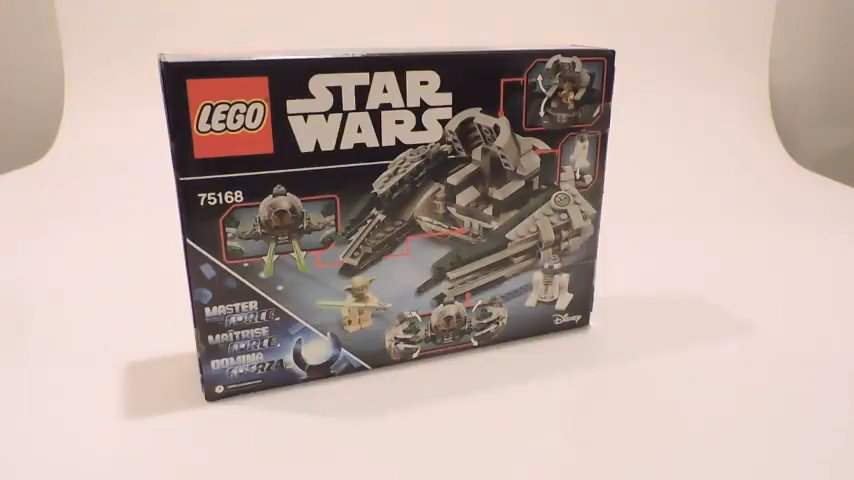 LEGO
STAR
WARS
75168
MASTER
FORCE
MAÎTRISE
FORCE
DOMINA
FUERZA
Disney